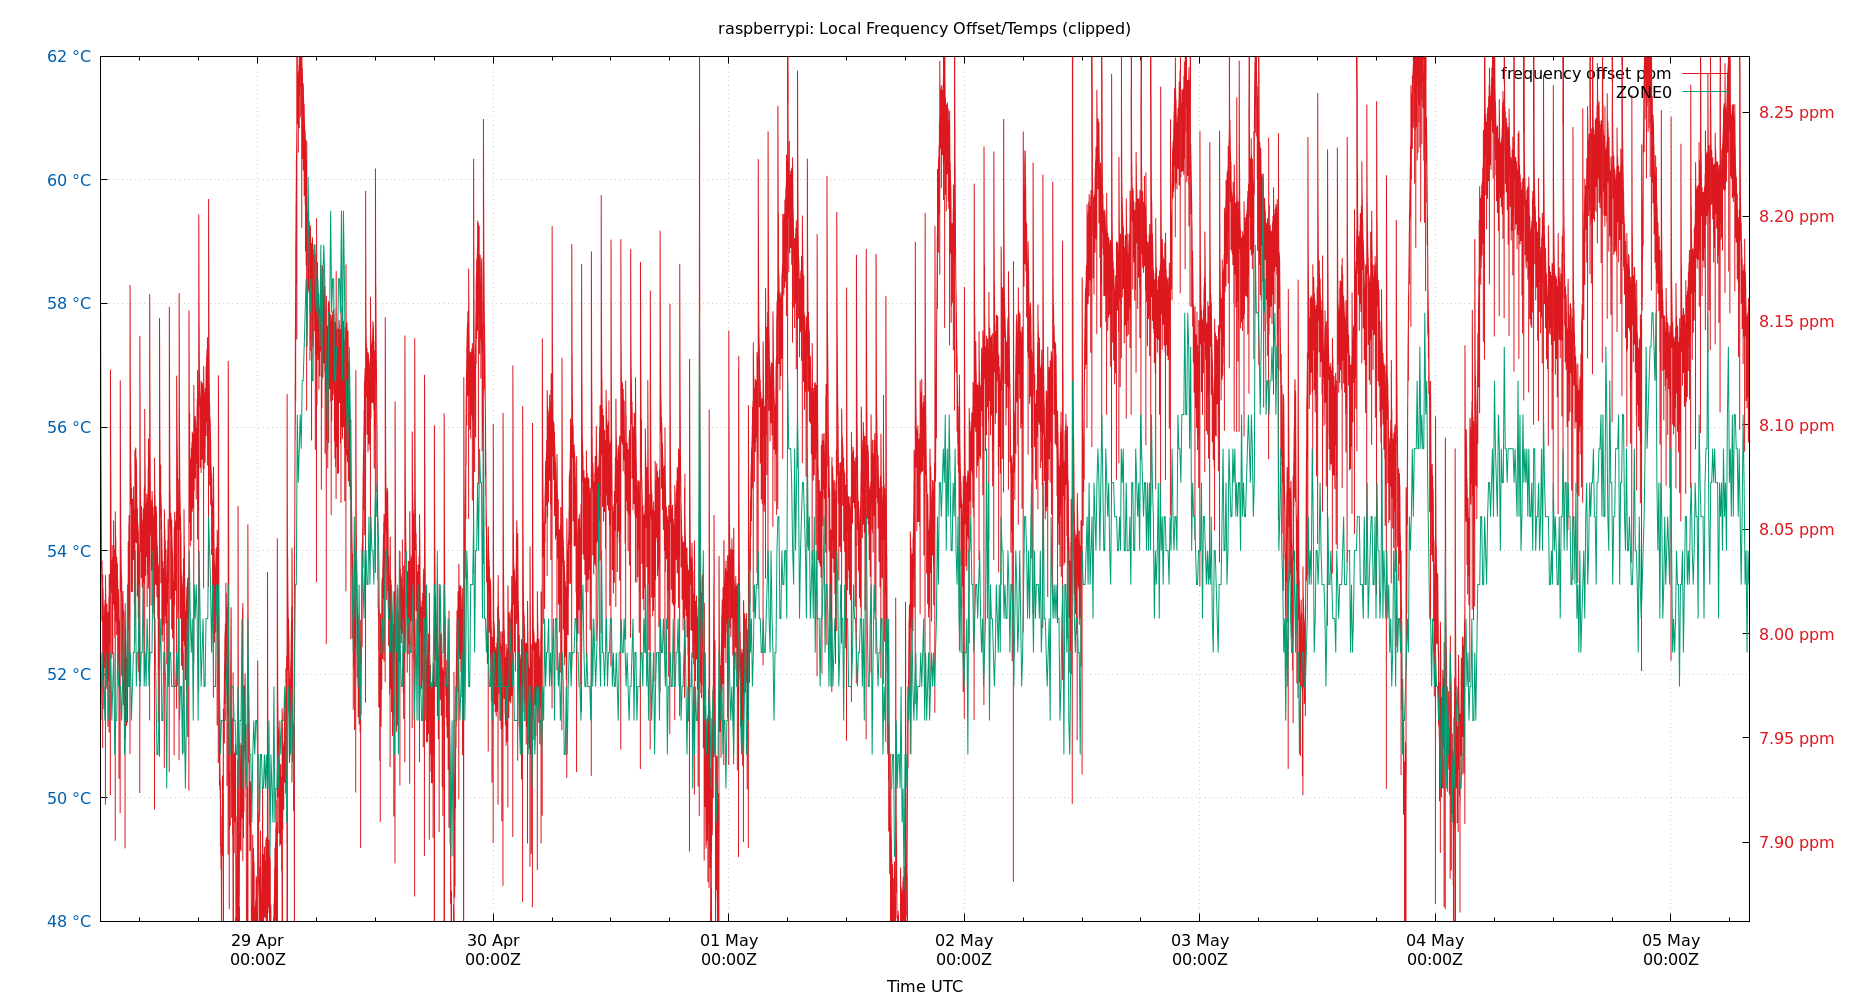 raspberrypi: Local Frequency Offset/Temps (clipped)
62 °C
60 °C
58 °C
56 °C
54 °C
52 °C
50 °C
48 °C
frequency offset ppm
ZONE0
8.25 ppm
8.20 ppm
8.15 ppm
8.10 ppm
8.05 ppm
8.00 ppm
7.95 ppm
7.90 ppm
29 Apr
00:00Z
30 Apr
00:00Z
01 May
00:00Z
02 May
00:00Z
03 May
00:00Z
04 May
00:00Z
05 May
00:00Z
Time UTC